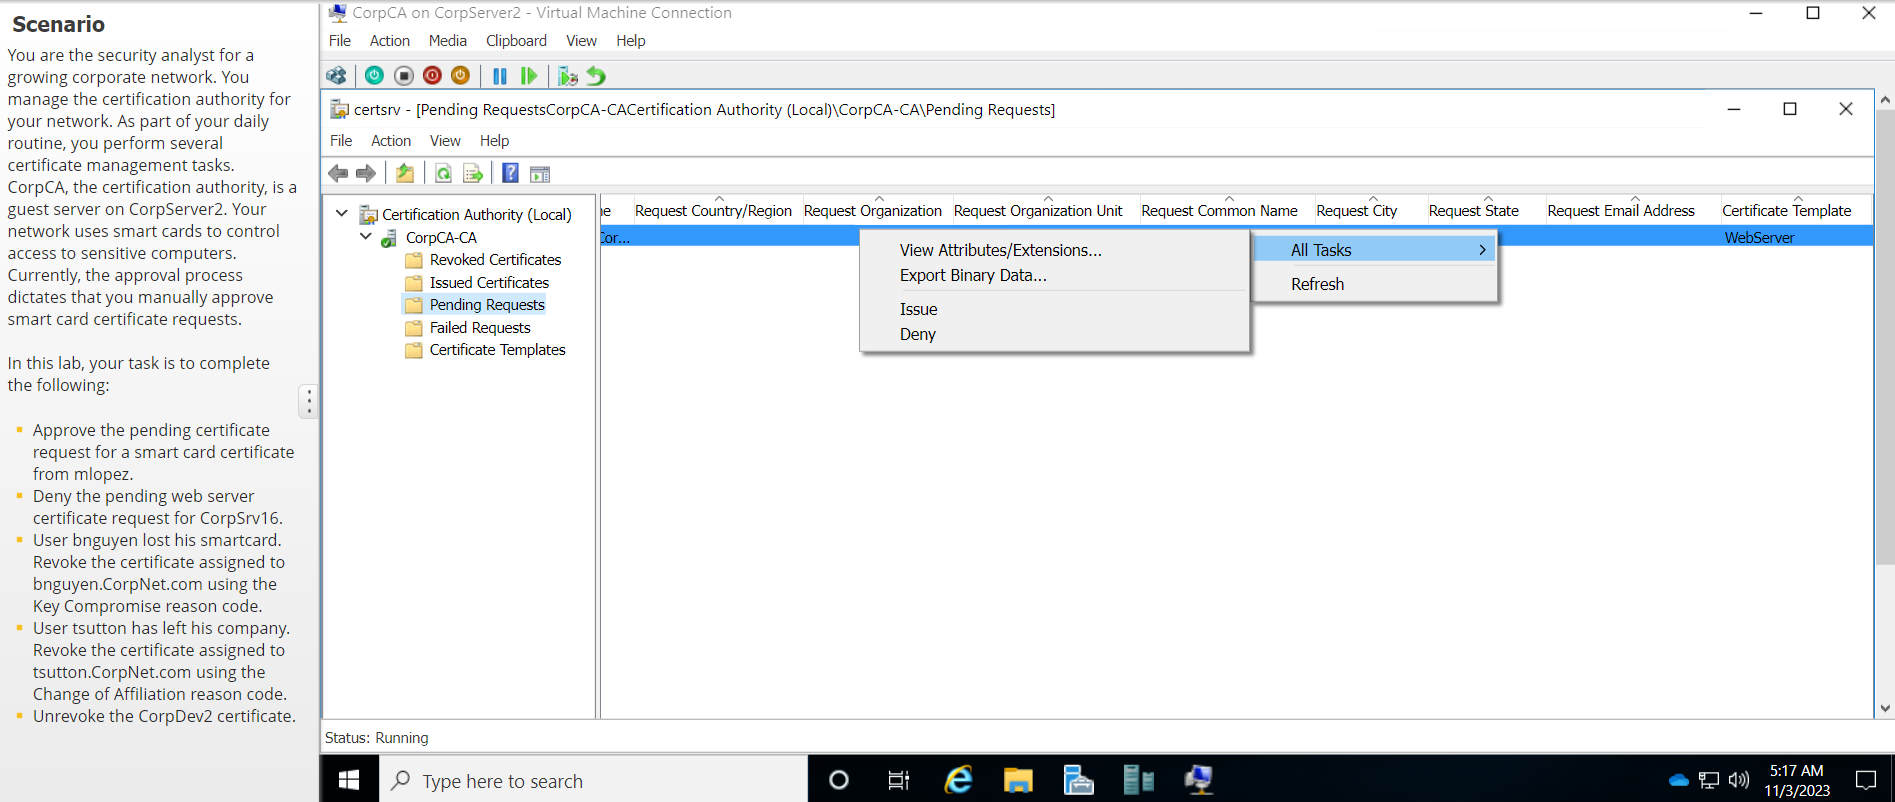 Scenario
You are the security analyst for a
growing corporate network. You
manage the certification authority for
your network. As part of your daily
routine, you perform several
certificate management tasks.
CorpCA, the certification authority, is a
guest server on CorpServer2. Your
network uses smart cards to control
access to sensitive computers.
Currently, the approval process
dictates that you manually approve
smart card certificate requests.
In this lab, your task is to complete
the following:
Approve the pending certificate
request for a smart card certificate
from mlopez.
Deny the pending web server
certificate request for CorpSrv16.
User bnguyen lost his smartcard.
Revoke the certificate assigned to
bnguyen.CorpNet.com using the
Key Compromise reason code.
User tsutton has left his company.
Revoke the certificate assigned to
tsutton.CorpNet.com using the
Change of Affiliation reason code.
Unrevoke the CorpDev2 certificate.
CorpCA on CorpServer2 - Virtual Machine Connection
File Action Media Clipboard View Help
certsrv - [Pending RequestsCorpCA-CACertification Authority (Local)\CorpCA-CA\Pending Requests]
File Action View Help
Certification Authority (Local)
CorpCA-CA
Revoked Certificates
Issued Certificates
Pending Requests
Failed Requests
Certificate Templates
ne Request Country/Region Request Organization Request Organization Unit Request Common Name Request City Request State Request Email Address Certificate Template
Cor... WebServer
View Attributes/Extensions...
Export Binary Data...
Issue
Deny
All Tasks
Refresh
Status: Running
Type here to search
5:17 AM
11/3/2023